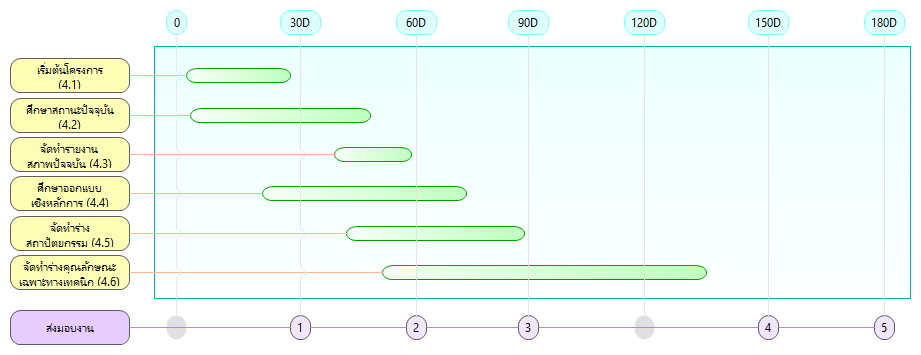 0 30D 60D 90D 120D 150D 180D
เริ่มต้นโครงการ
(4.1)
ศึกษาสถานะปัจจุบัน
(4.2)
จัดทำรายงาน
สภาพปัจจบัน (4.3)
ศึกษาออกแบบ
เชิงหลักการ (4.4)
จัดทำร่าง
สถาปัตยกรรม (4.5)
จัดทำร่างคุณลักษณะ
เฉพาะทางเทคนิก (4.6)
ส่งมอบงาน 1 2 3 4 5